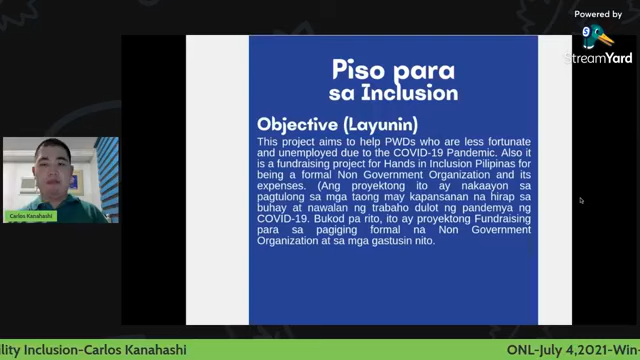 Powered by
StreamYard
Piso para
sa Inclusion
Objective (Layunin)
This project aims to help PWDs who are less fortunate
and unemployed due to the COVID-19 Pandemic. Also it
is a fundraising project for Hands in Inclusion Pilipinas for
being a formal Non Government Organization and its
expenses. (Ang proyektong ito ay nakaayon sa
pagtulong sa mga taong may kapansanan na hirap sa
buhay at nawalan ng trabaho dulot ng pandemya ng
COVID-19. Bukod pa rito, ito ay proyektong Fundraising
para sa pagiging formal na Non Government
Organization at sa mga gastusin nito.
Carlos Kanahashi
ility Inclusion-Carlos Kanahashi
ONL-July 4,2021-Win-